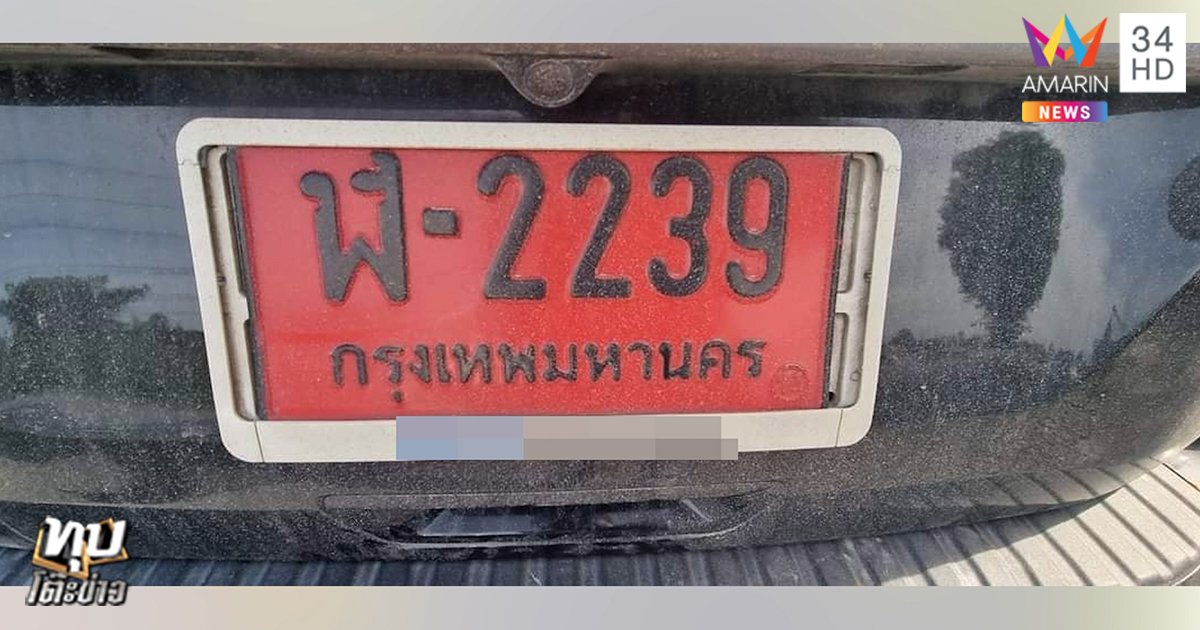 AMARIN
NEWS
34
HD
ฬ-2239
กรุงเทพมหานคร
ทุบ
โต๊ะข่าว